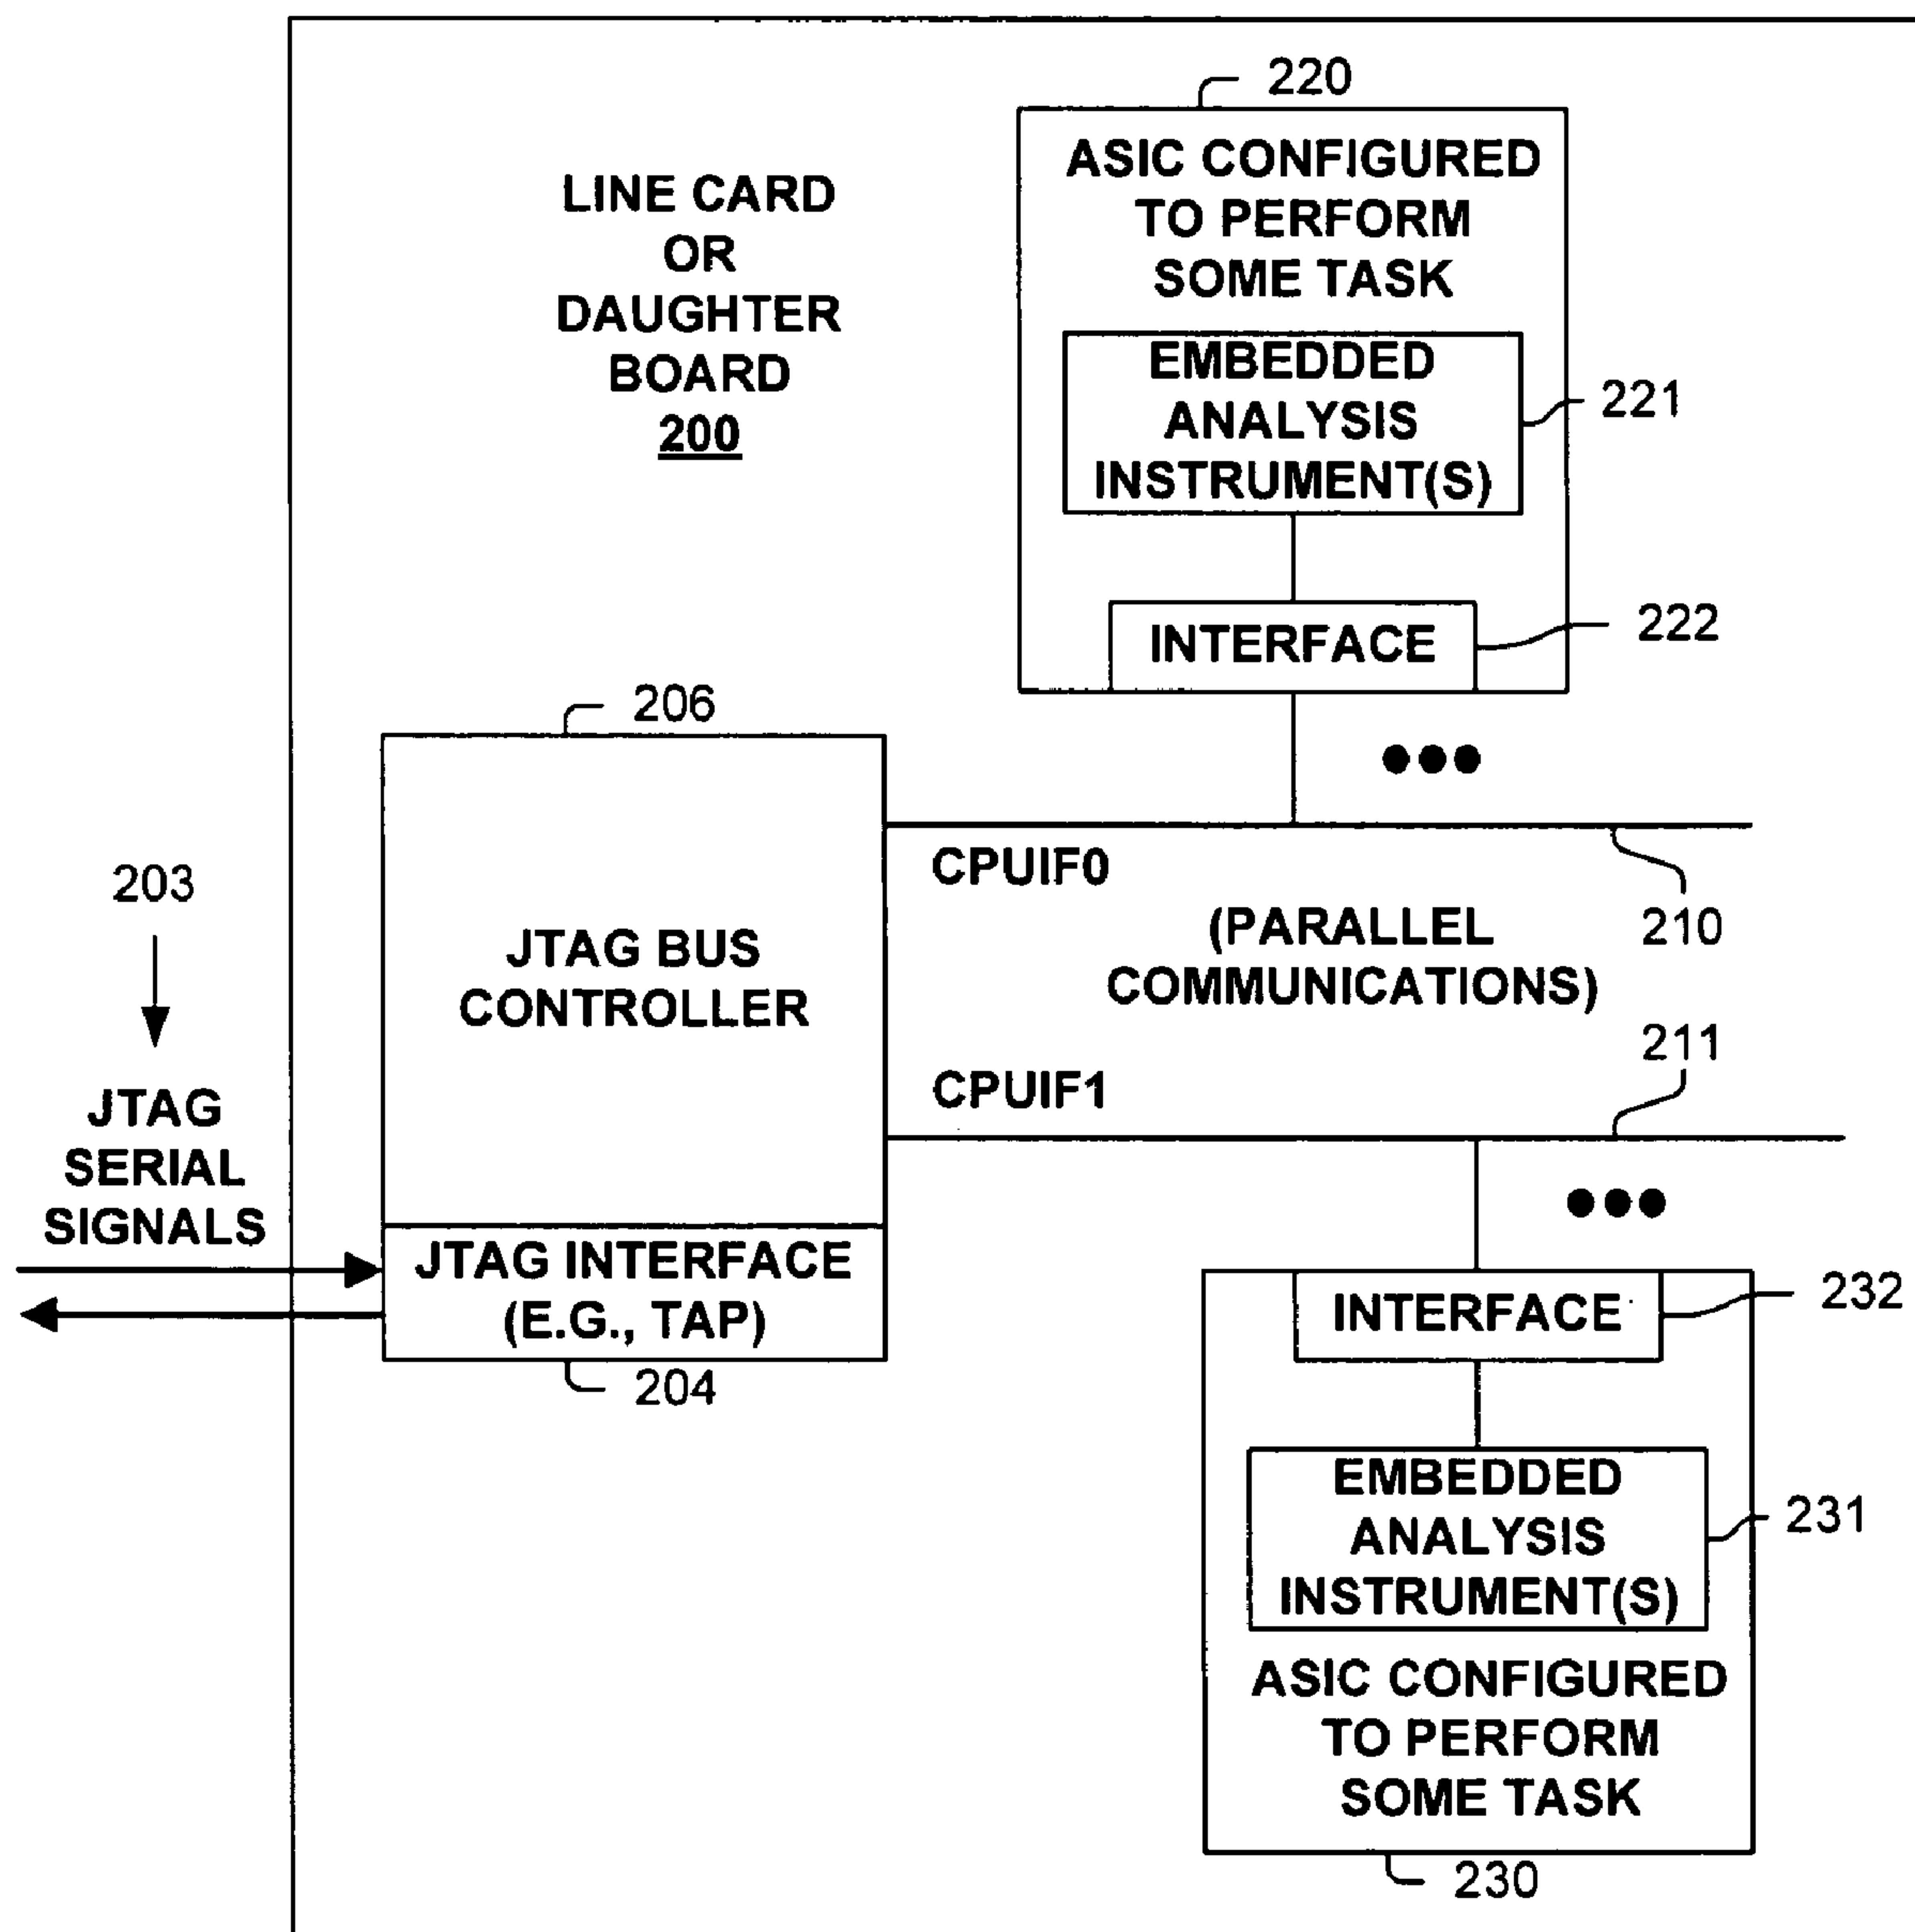 220
ASIC CONFIGURED
TO PERFORM
SOME TASK
LINE CARD
OR
DAUGHTER
BOARD
200
EMBEDDED
ANALYSIS
INSTRUMENT(S)
221
INTERFACE
222
206
JTAG BUS
CONTROLLER
CPUIF0
210
(PARALLEL
COMMUNICATIONS)
211
CPUIF1
203
JTAG
SERIAL
SIGNALS
JTAG INTERFACE
(E.G., TAP)
204
INTERFACE
232
EMBEDDED
ANALYSIS
INSTRUMENT(S)
231
ASIC CONFIGURED
TO PERFORM
SOME TASK
230